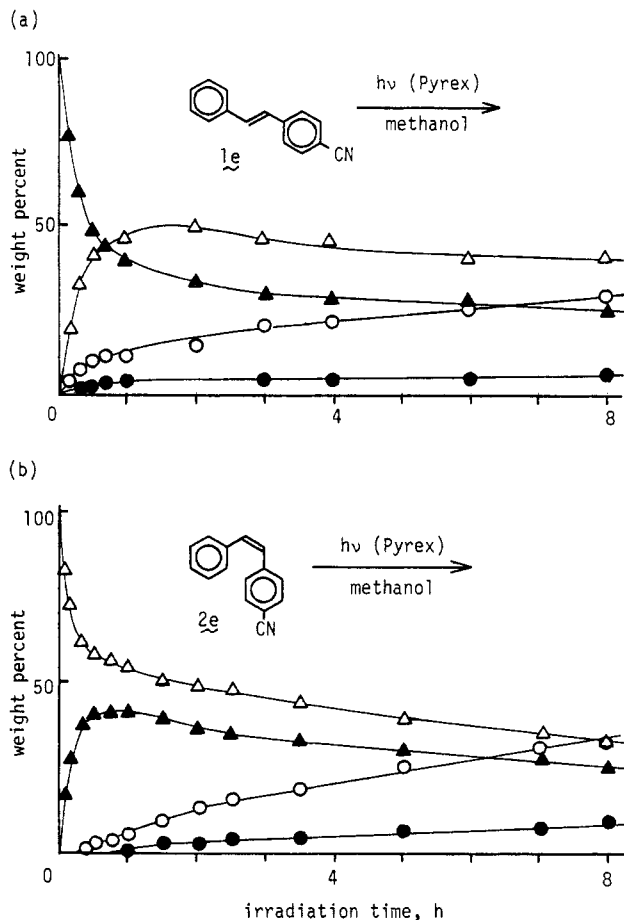 (a)
100
50
0
weight percent
1e
CN
hν (Pyrex)
methanol
4
8
(b)
100
50
0
weight percent
2e
CN
hν (Pyrex)
methanol
4
8
irradiation time, h